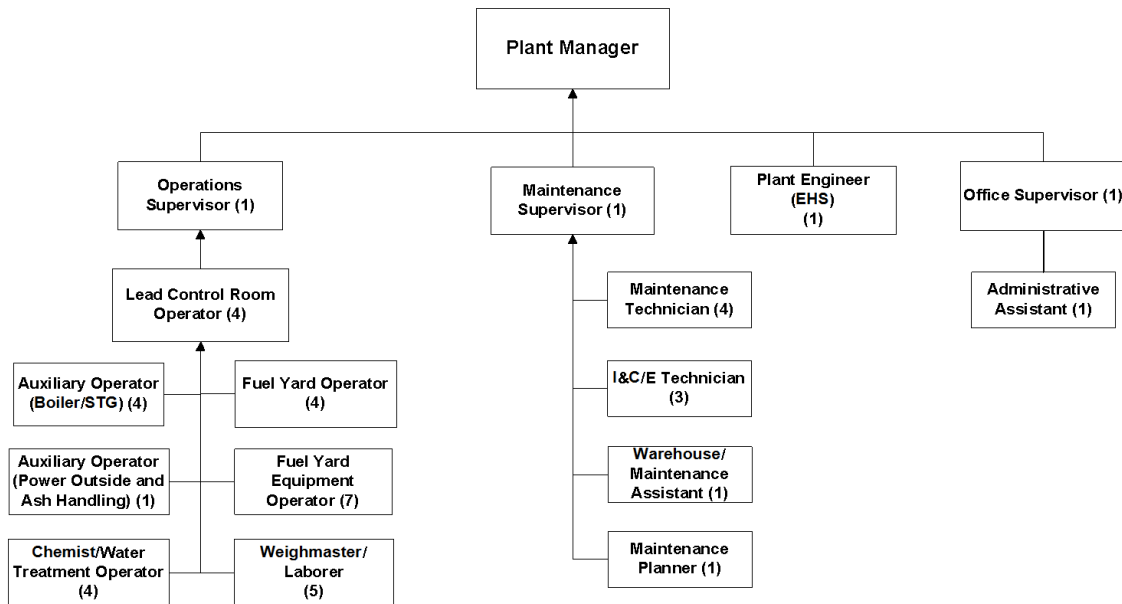 Plant Manager
Operations
Supervisor (1)
Maintenance
Supervisor (1)
Plant Engineer
(EHS)
(1)
Office Supervisor (1)
Lead Control Room
Operator (4)
Maintenance
Technician (4)
Administrative
Assistant (1)
Auxiliary Operator
(Boiler/STG) (4)
Fuel Yard Operator
(4)
I&C/E Technician
(3)
Auxiliary Operator
(Power Outside and
Ash Handling) (1)
Fuel Yard
Equipment
Operator (7)
Warehouse/
Maintenance
Assistant (1)
Chemist/Water
Treatment Operator
(4)
Weighmaster/
Laborer
(5)
Maintenance
Planner (1)